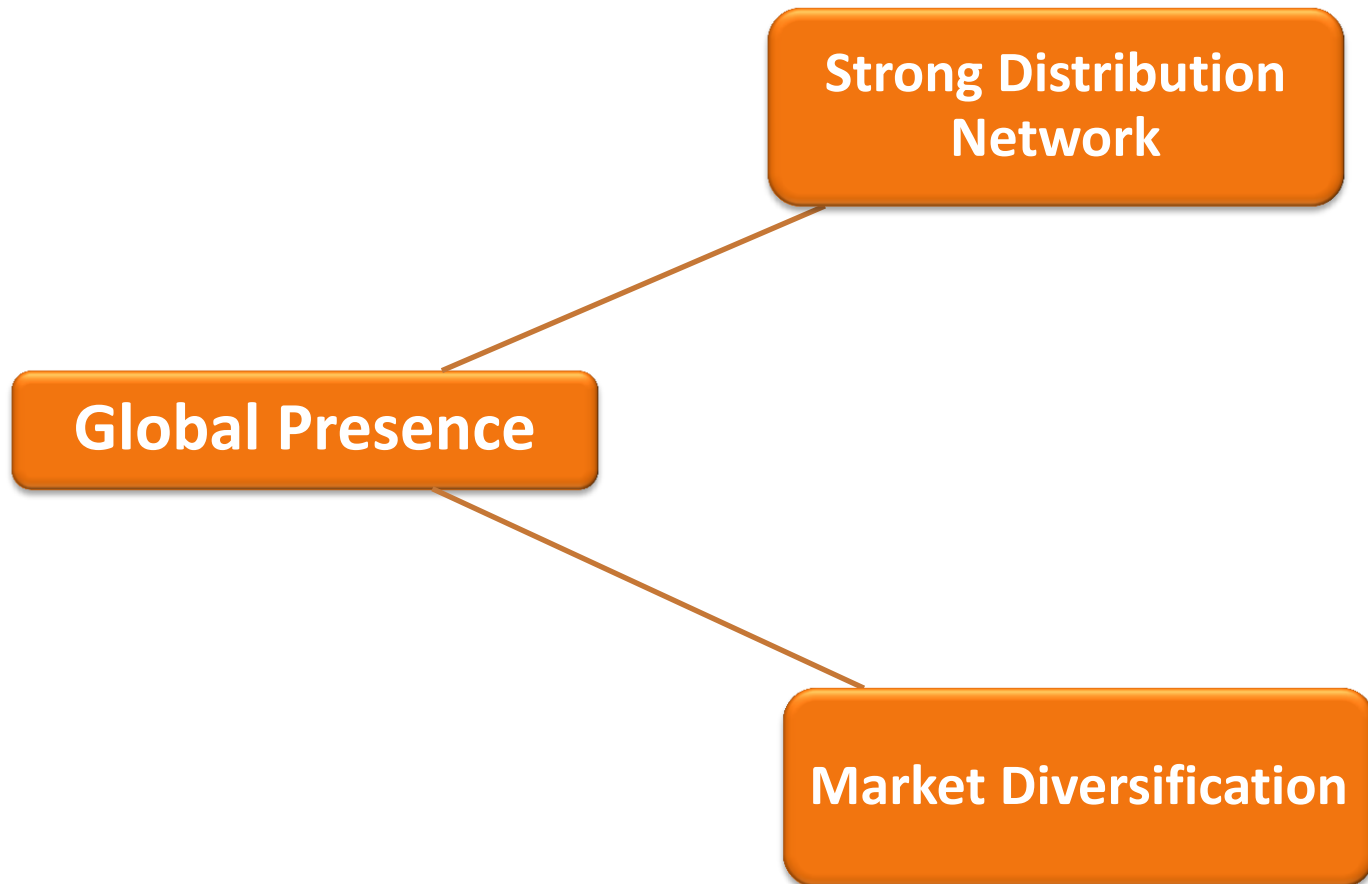 Strong Distribution
Network
Global Presence
Market Diversification